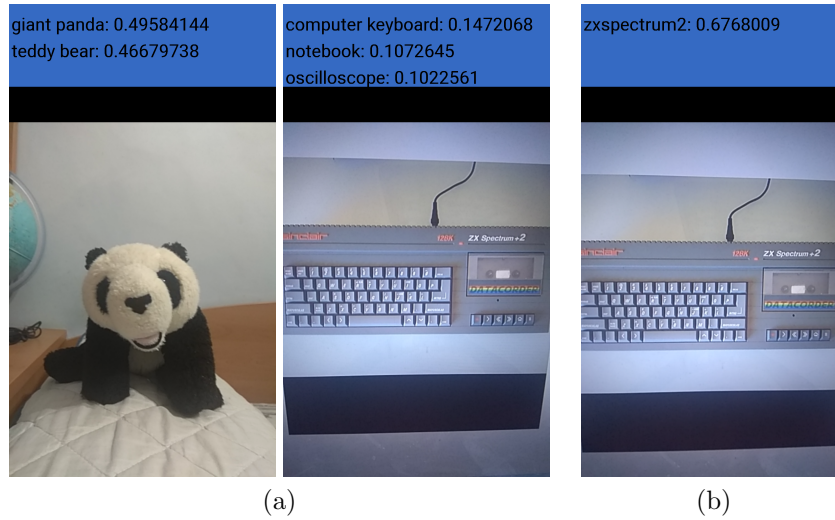 giant panda: 0.49584144
teddy bear: 0.46679738
computer keyboard: 0.1472068
notebook: 0.1072645
oscilloscope: 0.1022561
sinclair
128K ZX Spectrum+2
DATACORDER
zxspectrum2: 0.6768009
sinclair
128K ZX Spectrum+2
DATACORDER
(a)
(b)